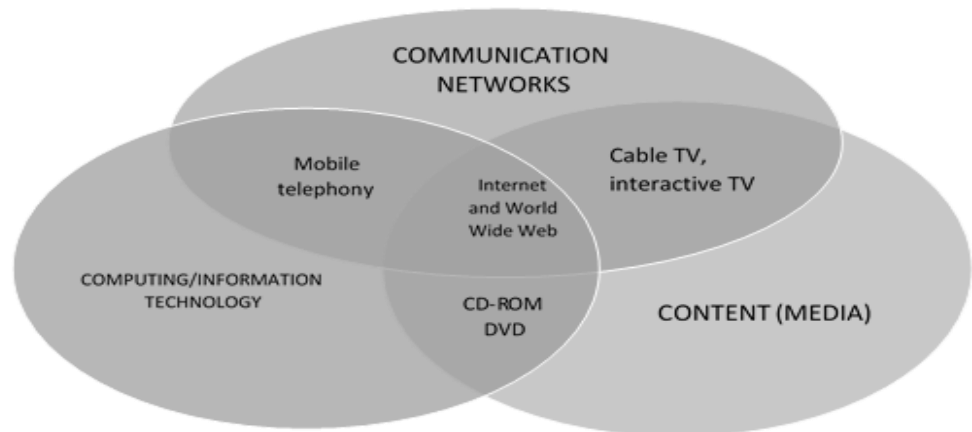 COMMUNICATION
NETWORKS
Mobile
telephony
Internet
and World
Wide Web
Cable TV,
interactive TV
COMPUTING/INFORMATION
TECHNOLOGY
CD-ROM
DVD
CONTENT (MEDIA)